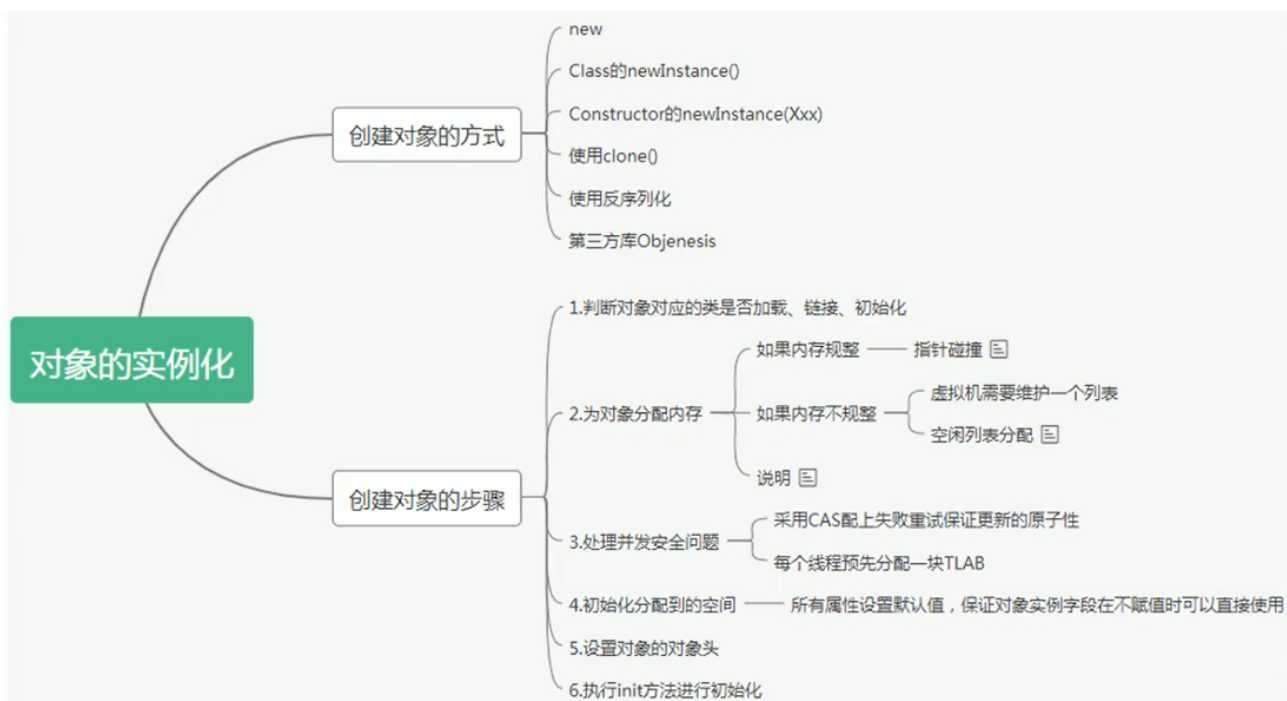 对象的实例化
创建对象的方式
new
Class的newInstance()
Constructor的newInstance(Xxx)
使用clone()
使用反序列化
第三方库Objenesis
创建对象的步骤
1.判断对象对应的类是否加载、链接、初始化
2.为对象分配内存
如果内存规整
指针碰撞
如果内存不规整
虚拟机需要维护一个列表
空闲列表分配
说明
3.处理并发安全问题
采用CAS配上失败重试保证更新的原子性
每个线程预先分配一块TLAB
4.初始化分配到的空间
所有属性设置默认值，保证对象实例字段在不赋值时可以直接使用
5.设置对象的对象头
6.执行init方法进行初始化